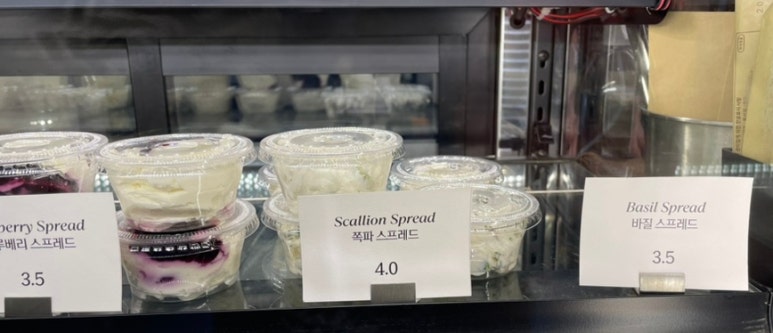 berry Spread
루베리 스프레드
3.5
Scallion Spread
쪽파 스프레드
4.0
Basil Spread
바질 스프레드
3.5